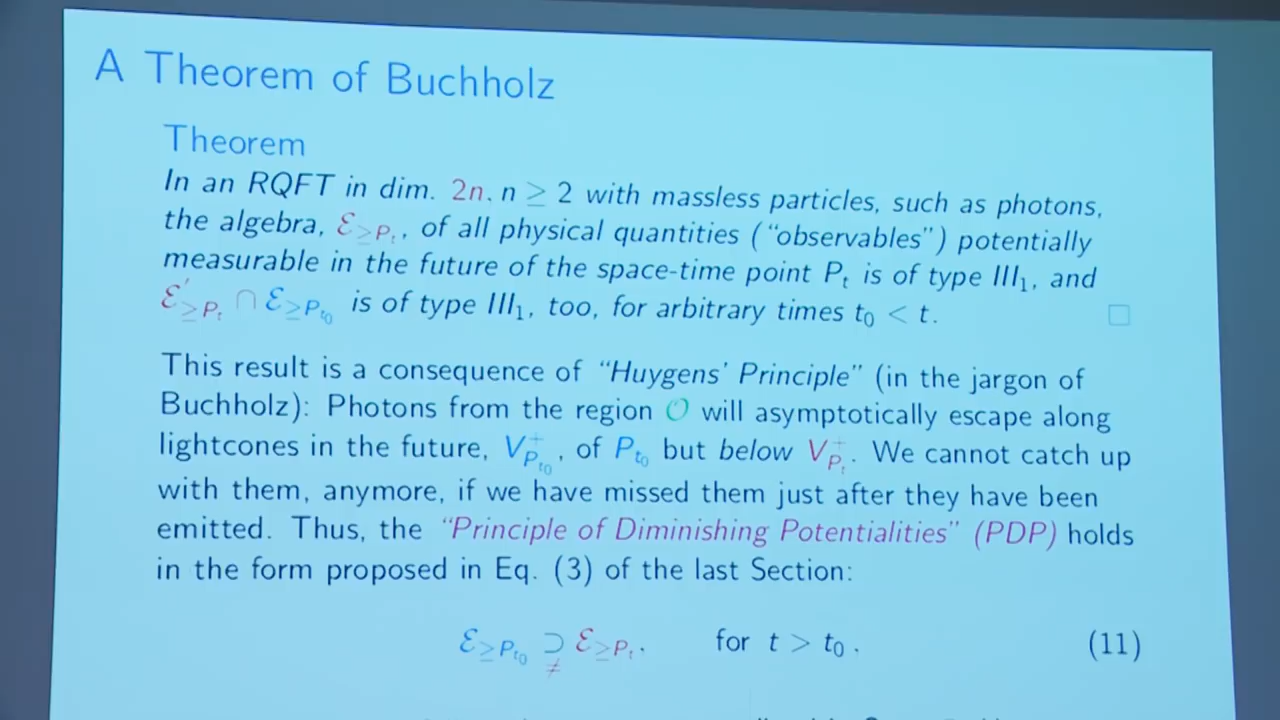 A Theorem of Buchholz
Theorem
In an RQFT in dim. 2n, n ≥ 2 with massless particles, such as photons,
the algebra, ℰ_{≥P_t}, of all physical quantities (“observables”) potentially
measurable in the future of the space-time point P_t is of type III₁, and
ℰ′_{≥P_t} ∩ ℰ_{≥P_{t₀}} is of type III₁, too, for arbitrary times t₀ < t. □
This result is a consequence of “Huygens’ Principle” (in the jargon of
Buchholz): Photons from the region 𝒪 will asymptotically escape along
lightcones in the future, V⁺_{P_{t₀}}, of P_{t₀} but below V⁺_{P_t}. We cannot catch up
with them, anymore, if we have missed them just after they have been
emitted. Thus, the “Principle of Diminishing Potentialities” (PDP) holds
in the form proposed in Eq. (3) of the last Section:
ℰ_{≥P_{t₀}} ⊋ ℰ_{≥P_t}, for t > t₀. (11)